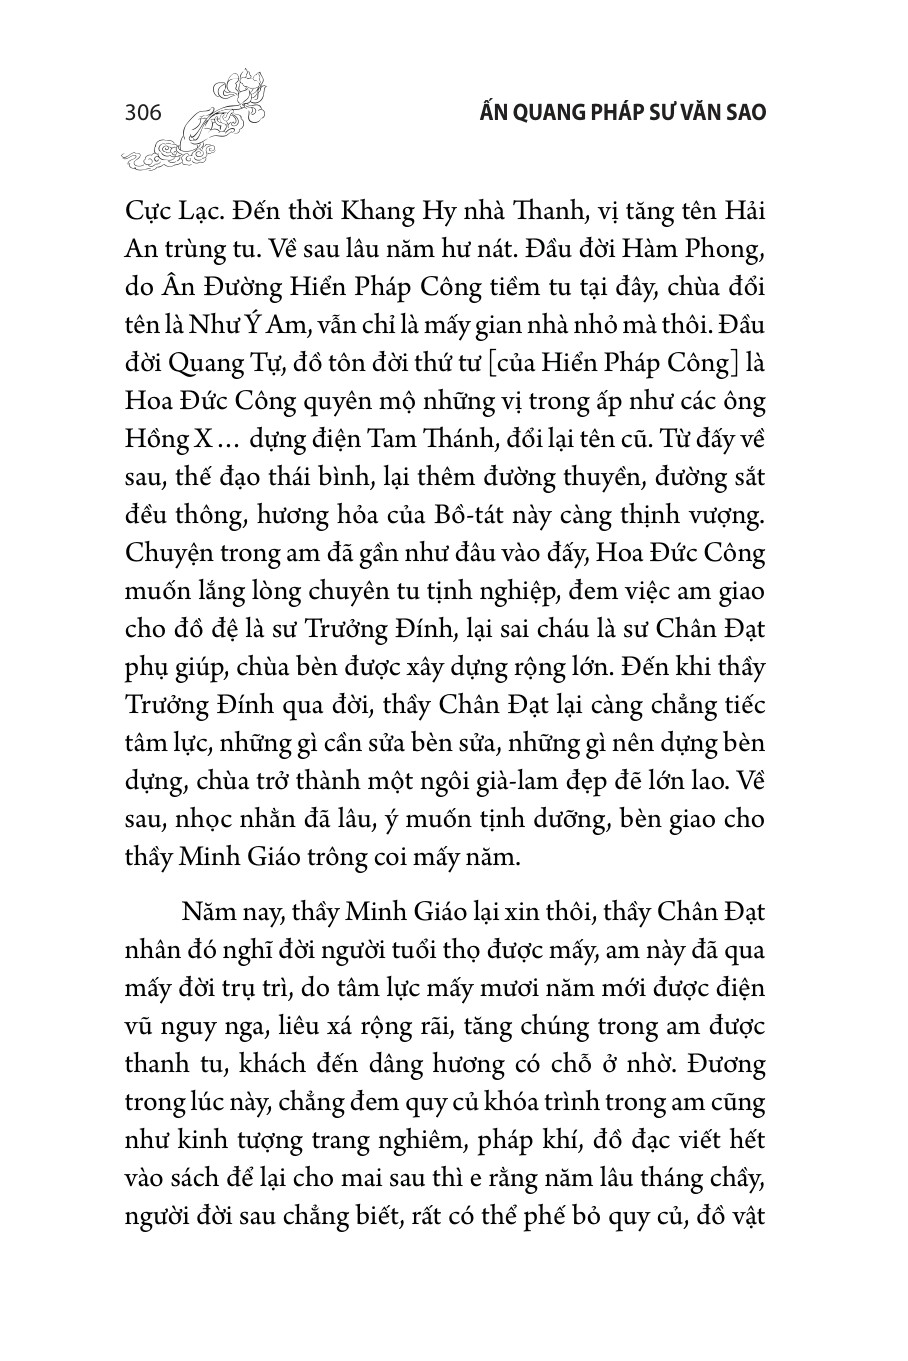 306
ẤN QUANG PHÁP SƯ VĂN SAO
Cực Lạc. Đến thời Khang Hy nhà Thanh, vị tăng tên Hải
An trùng tu. Về sau lâu năm hư nát. Đầu đời Hàm Phong,
do Ân Đường Hiển Pháp Công tiềm tu tại đây, chùa đổi
tên là Như Ý Am, vẫn chỉ là mấy gian nhà nhỏ mà thôi. Đầu
đời Quang Tự, đồ tôn đời thứ tư [của Hiển Pháp Công] là
Hoa Đức Công quyên mộ những vị trong ấp như các ông
Hồng X… dựng điện Tam Thánh, đổi lại tên cũ. Từ đấy về
sau, thế đạo thái bình, lại thêm đường thuyền, đường sắt
đều thông, hương hỏa của Bồ-tát này càng thịnh vượng.
Chuyện trong am đã gần như đâu vào đấy, Hoa Đức Công
muốn lắng lòng chuyên tu tịnh nghiệp, đem việc am giao
cho đồ đệ là sư Trưởng Đính, lại sai cháu là sư Chân Đạt
phụ giúp, chùa bèn được xây dựng rộng lớn. Đến khi thầy
Trưởng Đính qua đời, thầy Chân Đạt lại càng chẳng tiếc
tâm lực, những gì cần sửa bèn sửa, những gì nên dựng bèn
dựng, chùa trở thành một ngôi già-lam đẹp đẽ lớn lao. Về
sau, nhọc nhằn đã lâu, ý muốn tịnh dưỡng, bèn giao cho
thầy Minh Giáo trông coi mấy năm.
Năm nay, thầy Minh Giáo lại xin thôi, thầy Chân Đạt
nhân đó nghĩ đời người tuổi thọ được mấy, am này đã qua
mấy đời trụ trì, do tâm lực mấy mươi năm mới được điện
vũ nguy nga, liêu xá rộng rãi, tăng chúng trong am được
thanh tu, khách đến dâng hương có chỗ ở nhờ. Đương
trong lúc này, chẳng đem quy củ khóa trình trong am cũng
như kinh tượng trang nghiêm, pháp khí, đồ đạc viết hết
vào sách để lại cho mai sau thì e rằng năm lâu tháng chầy,
người đời sau chẳng biết, rất có thể phế bỏ quy củ, đồ vật